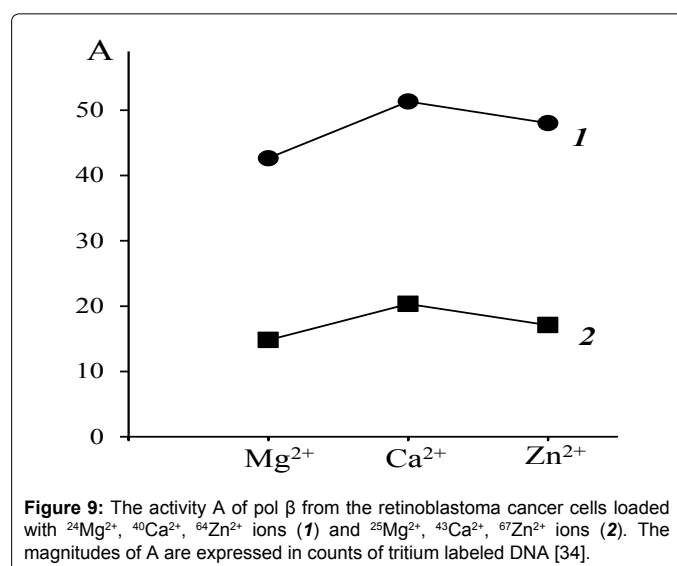 A
50
40
30
20
10
0
1
2
Mg²⁺ Ca²⁺ Zn²⁺
Figure 9: The activity A of pol β from the retinoblastoma cancer cells loaded
with ²⁴Mg²⁺, ⁴⁰Ca²⁺, ⁶⁴Zn²⁺ ions (1) and ²⁵Mg²⁺, ⁴³Ca²⁺, ⁶⁷Zn²⁺ ions (2). The
magnitudes of A are expressed in counts of tritium labeled DNA [34].